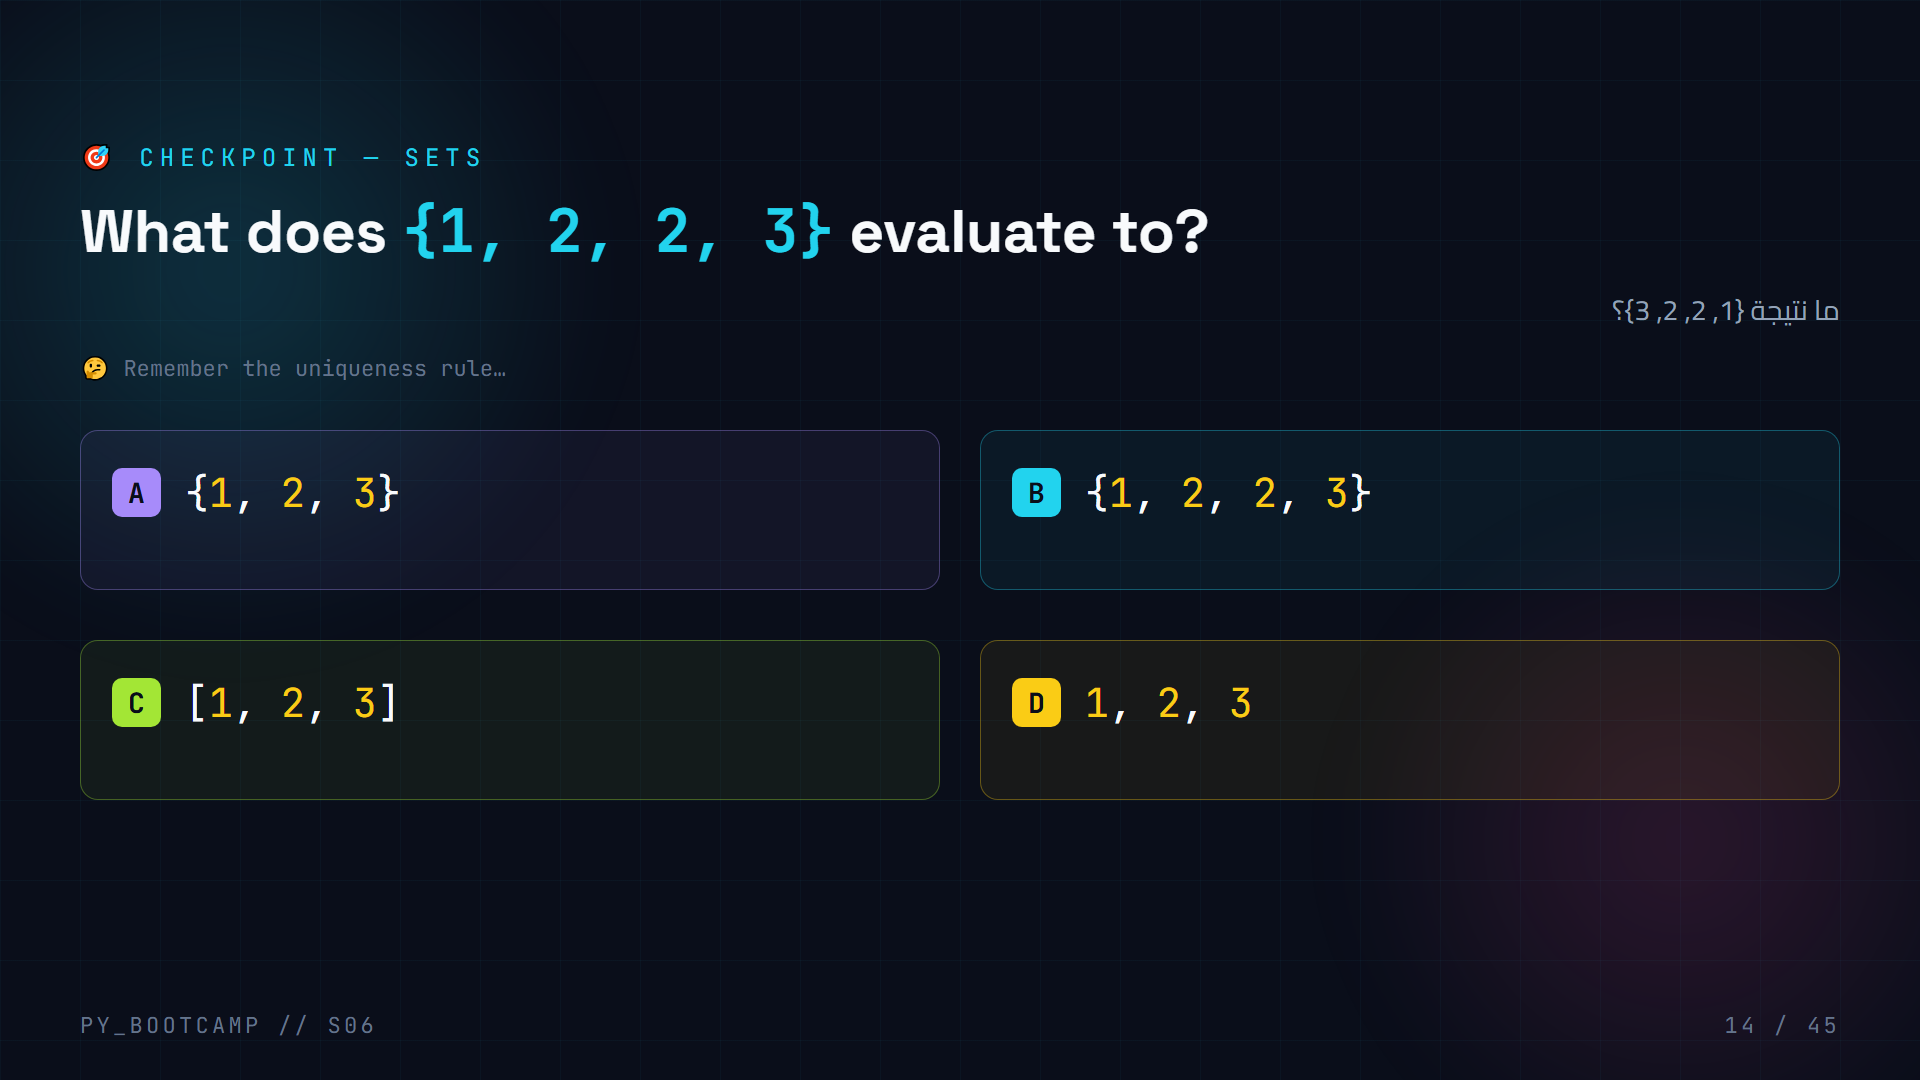 🎯 CHECKPOINT — SETS
What does {1, 2, 2, 3} evaluate to?
ما نتيجة {1, 2, 2, 3}؟
🤔 Remember the uniqueness rule…
A {1, 2, 3}
B {1, 2, 2, 3}
C [1, 2, 3]
D 1, 2, 3
PY_BOOTCAMP // S06
14 / 45